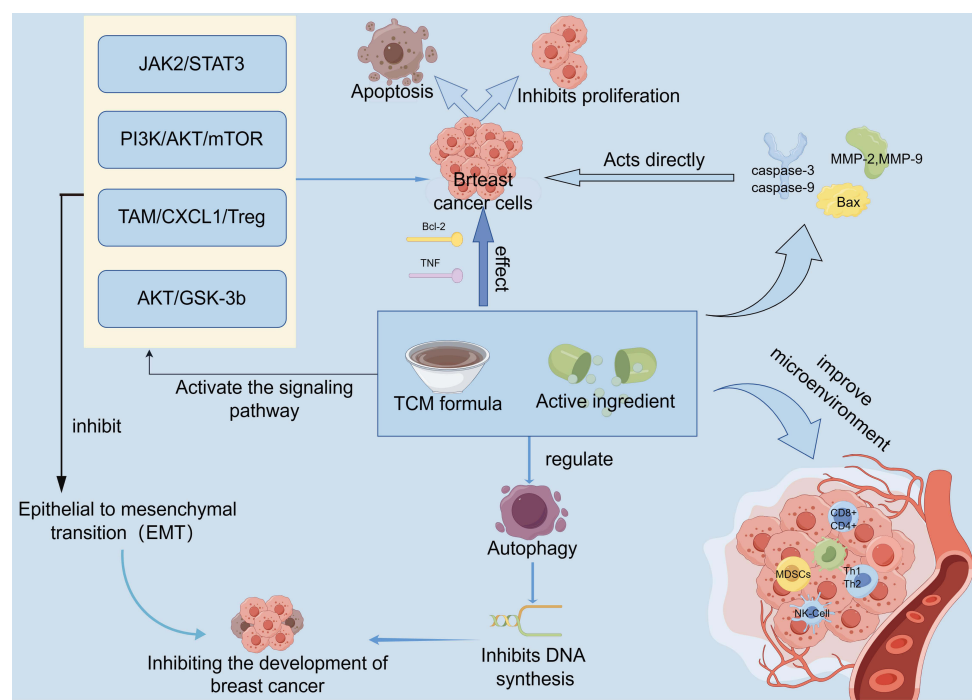 JAK2/STAT3
PI3K/AKT/mTOR
TAM/CXCL1/Treg
AKT/GSK-3b
Apoptosis
Inhibits proliferation
Brteast
cancer cells
Acts directly
caspase-3
caspase-9
MMP-2,MMP-9
Bax
Bcl-2
TNF
effect
TCM formula
Active ingredient
Activate the signaling
pathway
inhibit
improve
microenvironment
regulate
Autophagy
Epithelial to mesenchymal
transition（EMT）
Inhibiting the development of
breast cancer
Inhibits DNA
synthesis
CD8+
CD4+
MDSCs
Th1
Th2
NK-Cell